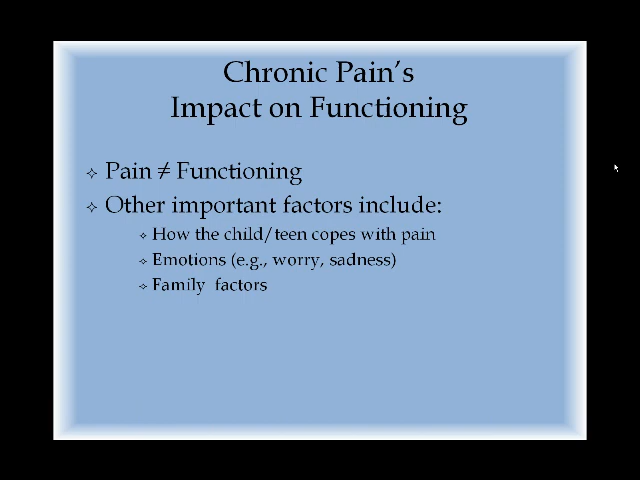 Chronic Pain’s
Impact on Functioning
✧ Pain ≠ Functioning
✧ Other important factors include:
✧ How the child/teen copes with pain
✧ Emotions (e.g., worry, sadness)
✧ Family factors